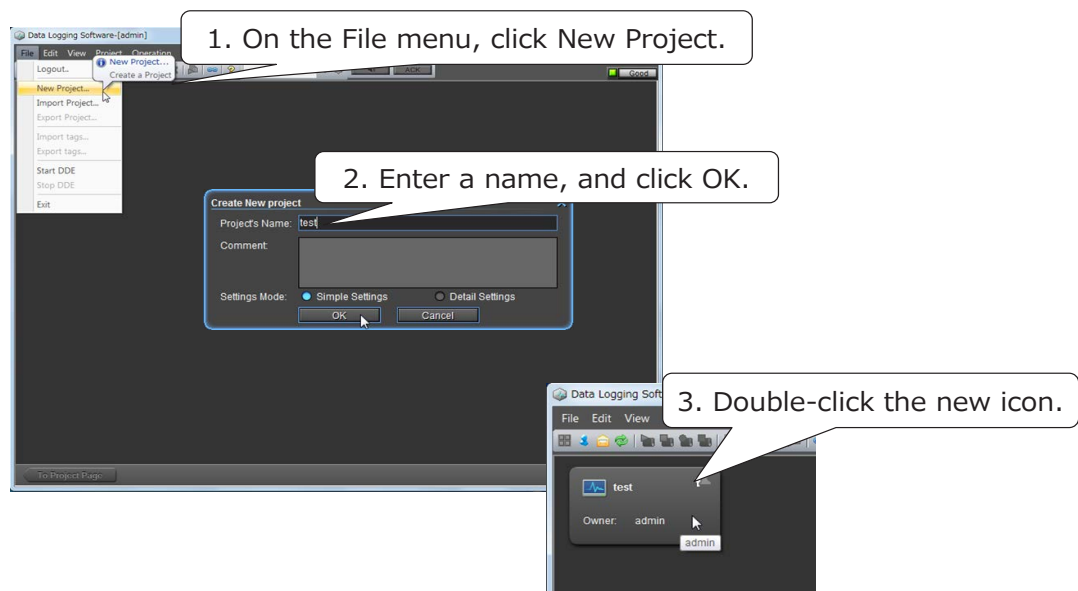 1. On the File menu, click New Project.
Data Logging Software-[admin]
File Edit View Project Operation
New Project...
Create a Project
ACK
Good
Logout..
New Project...
Import Project...
Export Project...
Import tags...
Export tags...
Start DDE
Stop DDE
Exit
2. Enter a name, and click OK.
Create New project
Project's Name: test
Comment:
Settings Mode: Simple Settings Detail Settings
OK Cancel
To Project Page
3. Double-click the new icon.
Data Logging Soft
File Edit View
test
Owner: admin
admin